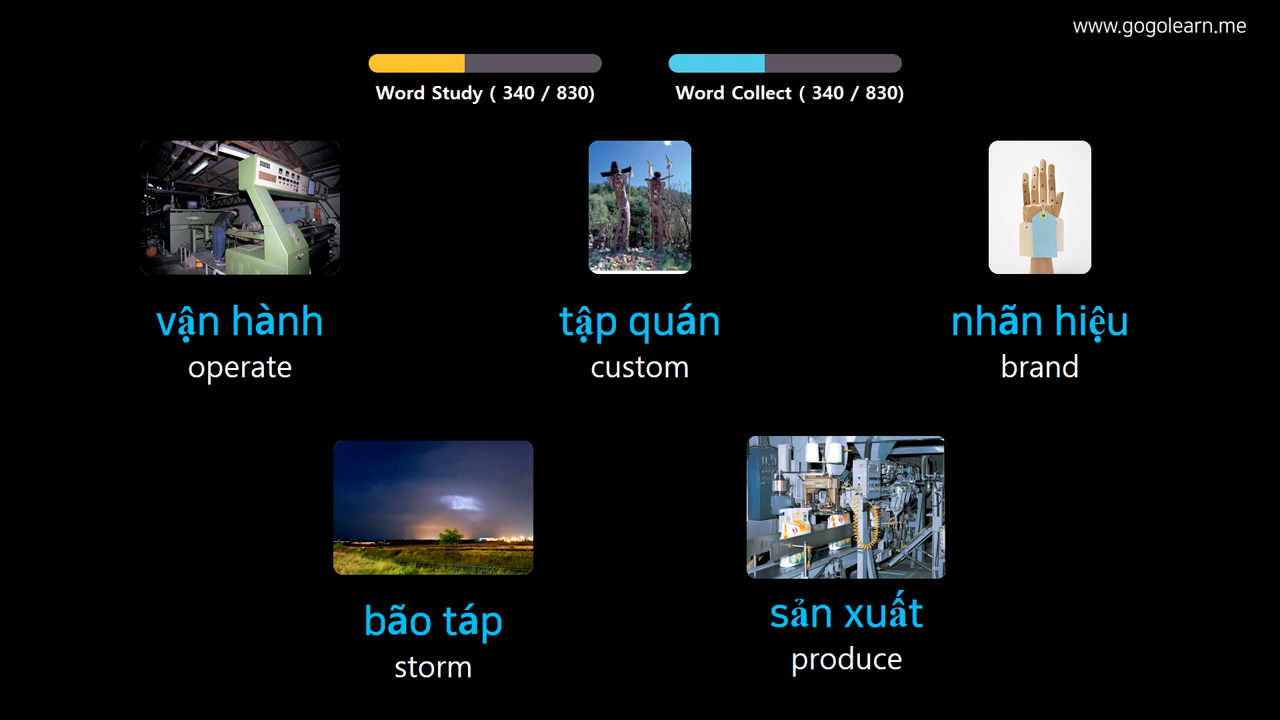 www.gogolearn.me
Word Study ( 340 / 830)
Word Collect ( 340 / 830)
vận hành
operate
tập quán
custom
nhãn hiệu
brand
bão táp
storm
sản xuất
produce